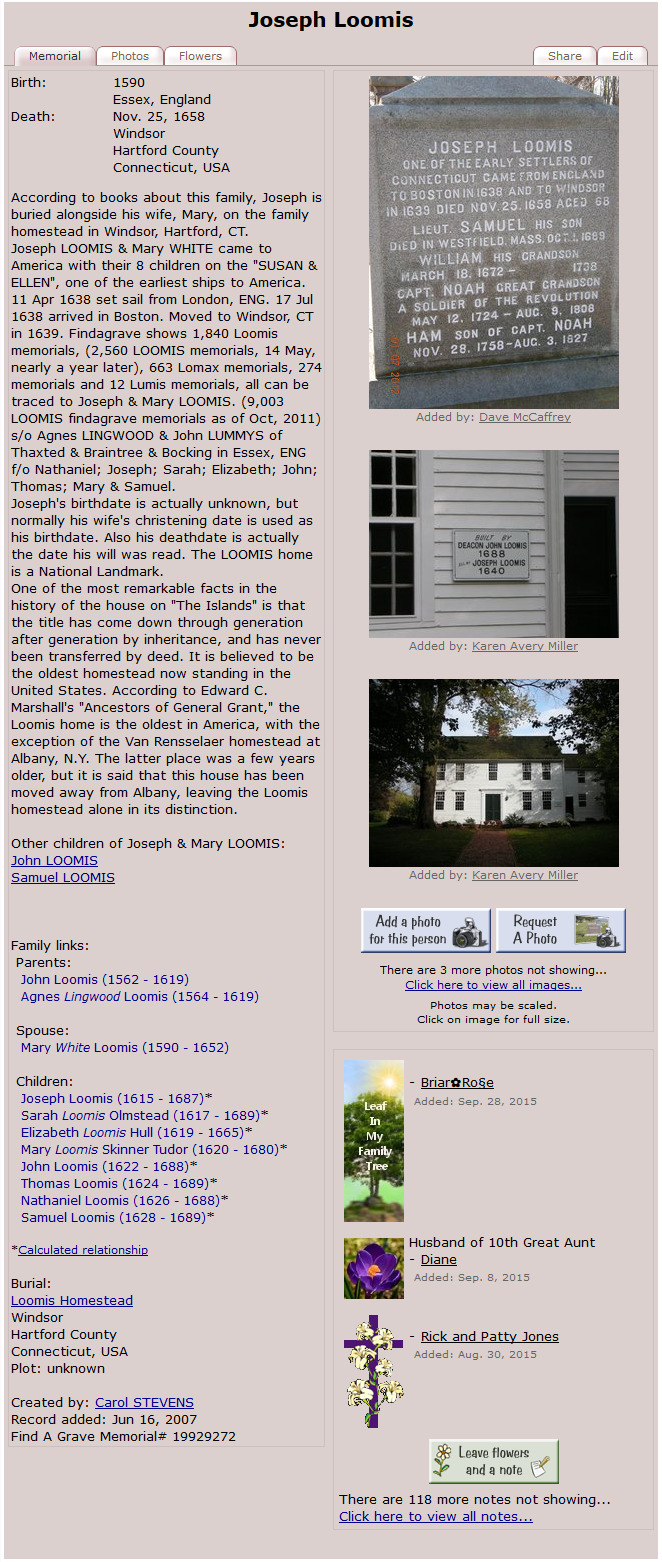 Joseph Loomis
Memorial Photos Flowers Share Edit
Birth: 1590
Essex, England
Death: Nov. 25, 1658
Windsor
Hartford County
Connecticut, USA
According to books about this family, Joseph is
buried alongside his wife, Mary, on the family
homestead in Windsor, Hartford, CT.
Joseph LOOMIS & Mary WHITE came to
America with their 8 children on the "SUSAN &
ELLEN", one of the earliest ships to America.
11 Apr 1638 set sail from London, ENG. 17 Jul
1638 arrived in Boston. Moved to Windsor, CT
in 1639. Findagrave shows 1,840 Loomis
memorials, (2,560 LOOMIS memorials, 14 May,
nearly a year later), 663 Lomax memorials, 274
memorials and 12 Lumis memorials, all can be
traced to Joseph & Mary LOOMIS. (9,003
LOOMIS findagrave memorials as of Oct, 2011)
s/o Agnes LINGWOOD & John LUMMYS of
Thaxted & Braintree & Bocking in Essex, ENG
f/o Nathaniel; Joseph; Sarah; Elizabeth; John;
Thomas; Mary & Samuel.
Joseph's birthdate is actually unknown, but
normally his wife's christening date is used as
his birthdate. Also his deathdate is actually
the date his will was read. The LOOMIS home
is a National Landmark.
One of the most remarkable facts in the
history of the house on "The Islands" is that
the title has come down through generation
after generation by inheritance, and has never
been transferred by deed. It is believed to be
the oldest homestead now standing in the
United States. According to Edward C.
Marshall's "Ancestors of General Grant," the
Loomis home is the oldest in America, with the
exception of the Van Rensselaer homestead at
Albany, N.Y. The latter place was a few years
older, but it is said that this house has been
moved away from Albany, leaving the Loomis
homestead alone in its distinction.
Other children of Joseph & Mary LOOMIS:
John LOOMIS
Samuel LOOMIS
Family links:
Parents:
John Loomis (1562 - 1619)
Agnes Lingwood Loomis (1564 - 1619)
Spouse:
Mary White Loomis (1590 - 1652)
Children:
Joseph Loomis (1615 - 1687)*
Sarah Loomis Olmstead (1617 - 1689)*
Elizabeth Loomis Hull (1619 - 1665)*
Mary Loomis Skinner Tudor (1620 - 1680)*
John Loomis (1622 - 1688)*
Thomas Loomis (1624 - 1689)*
Nathaniel Loomis (1626 - 1688)*
Samuel Loomis (1628 - 1689)*
*Calculated relationship
Burial:
Loomis Homestead
Windsor
Hartford County
Connecticut, USA
Plot: unknown
Created by: Carol STEVENS
Record added: Jun 16, 2007
Find A Grave Memorial# 19929272
JOSEPH LOOMIS
ONE OF THE EARLY SETTLERS OF
CONNECTICUT CAME FROM ENGLAND
TO BOSTON IN 1638 AND TO WINDSOR
IN 1639 DIED NOV. 25. 1658 AGED 68
LIEUT. SAMUEL HIS SON
DIED IN WESTFIELD, MASS. OCT. 1, 1689
WILLIAM HIS GRANDSON
MARCH 18, 1672 - 1738
CAPT. NOAH GREAT GRANDSON
A SOLDIER OF THE REVOLUTION
MAY 12. 1724 - AUG. 9, 1808
HAM SON OF CAPT. NOAH
NOV. 28. 1758 - AUG. 3, 1827
Added by: Dave McCaffrey
BUILT BY
DEACON JOHN LOOMIS
1688
JOSEPH LOOMIS
1640
Added by: Karen Avery Miller
Added by: Karen Avery Miller
Add a photo
for this person
Request
A Photo
There are 3 more photos not showing...
Click here to view all images...
Photos may be scaled.
Click on image for full size.
Leaf
In
My
Family
Tree
- Briar✿Ro§e
Added: Sep. 28, 2015
Husband of 10th Great Aunt
- Diane
Added: Sep. 8, 2015
- Rick and Patty Jones
Added: Aug. 30, 2015
Leave flowers
and a note
There are 118 more notes not showing...
Click here to view all notes...